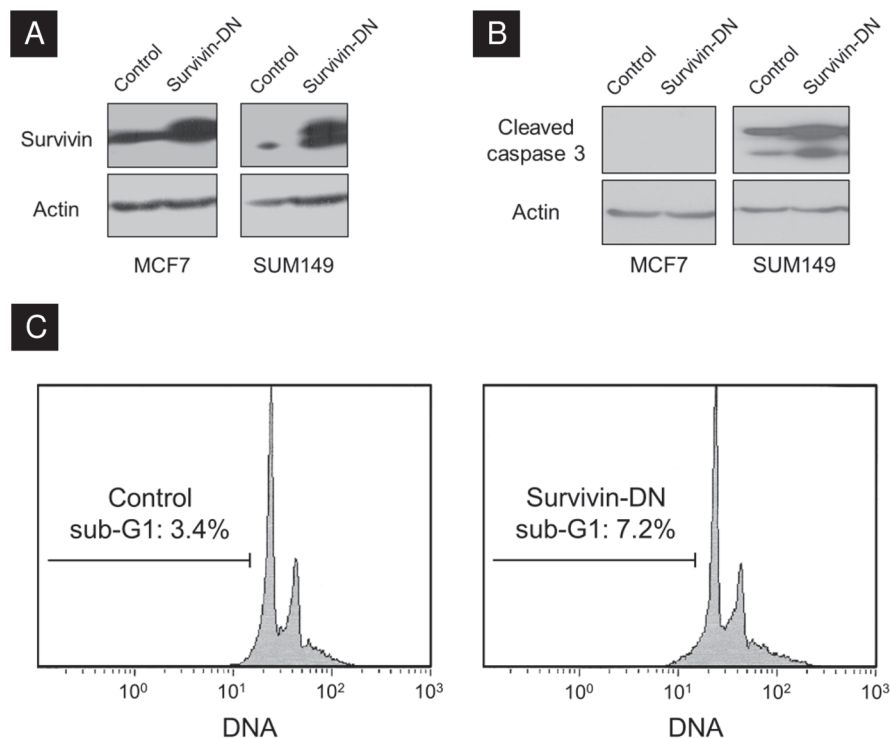 A
Control
Survivin-DN
Control
Survivin-DN
Survivin
Actin
MCF7
SUM149
B
Control
Survivin-DN
Control
Survivin-DN
Cleaved
caspase 3
Actin
MCF7
SUM149
C
Control
sub-G1: 3.4%
10⁰
10¹
10²
10³
DNA
Survivin-DN
sub-G1: 7.2%
10⁰
10¹
10²
10³
DNA